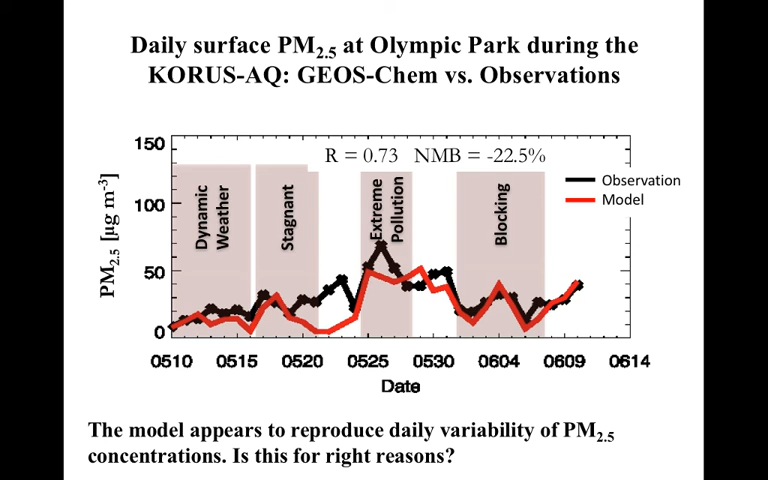 Daily surface PM2.5 at Olympic Park during the
KORUS-AQ: GEOS-Chem vs. Observations
R = 0.73 NMB = -22.5%
PM2.5 [µg m-3]
150
100
50
0
Dynamic
Weather
Stagnant
Extreme
Pollution
Blocking
Observation
Model
0510 0515 0520 0525 0530 0604 0609 0614
Date
The model appears to reproduce daily variability of PM2.5
concentrations. Is this for right reasons?